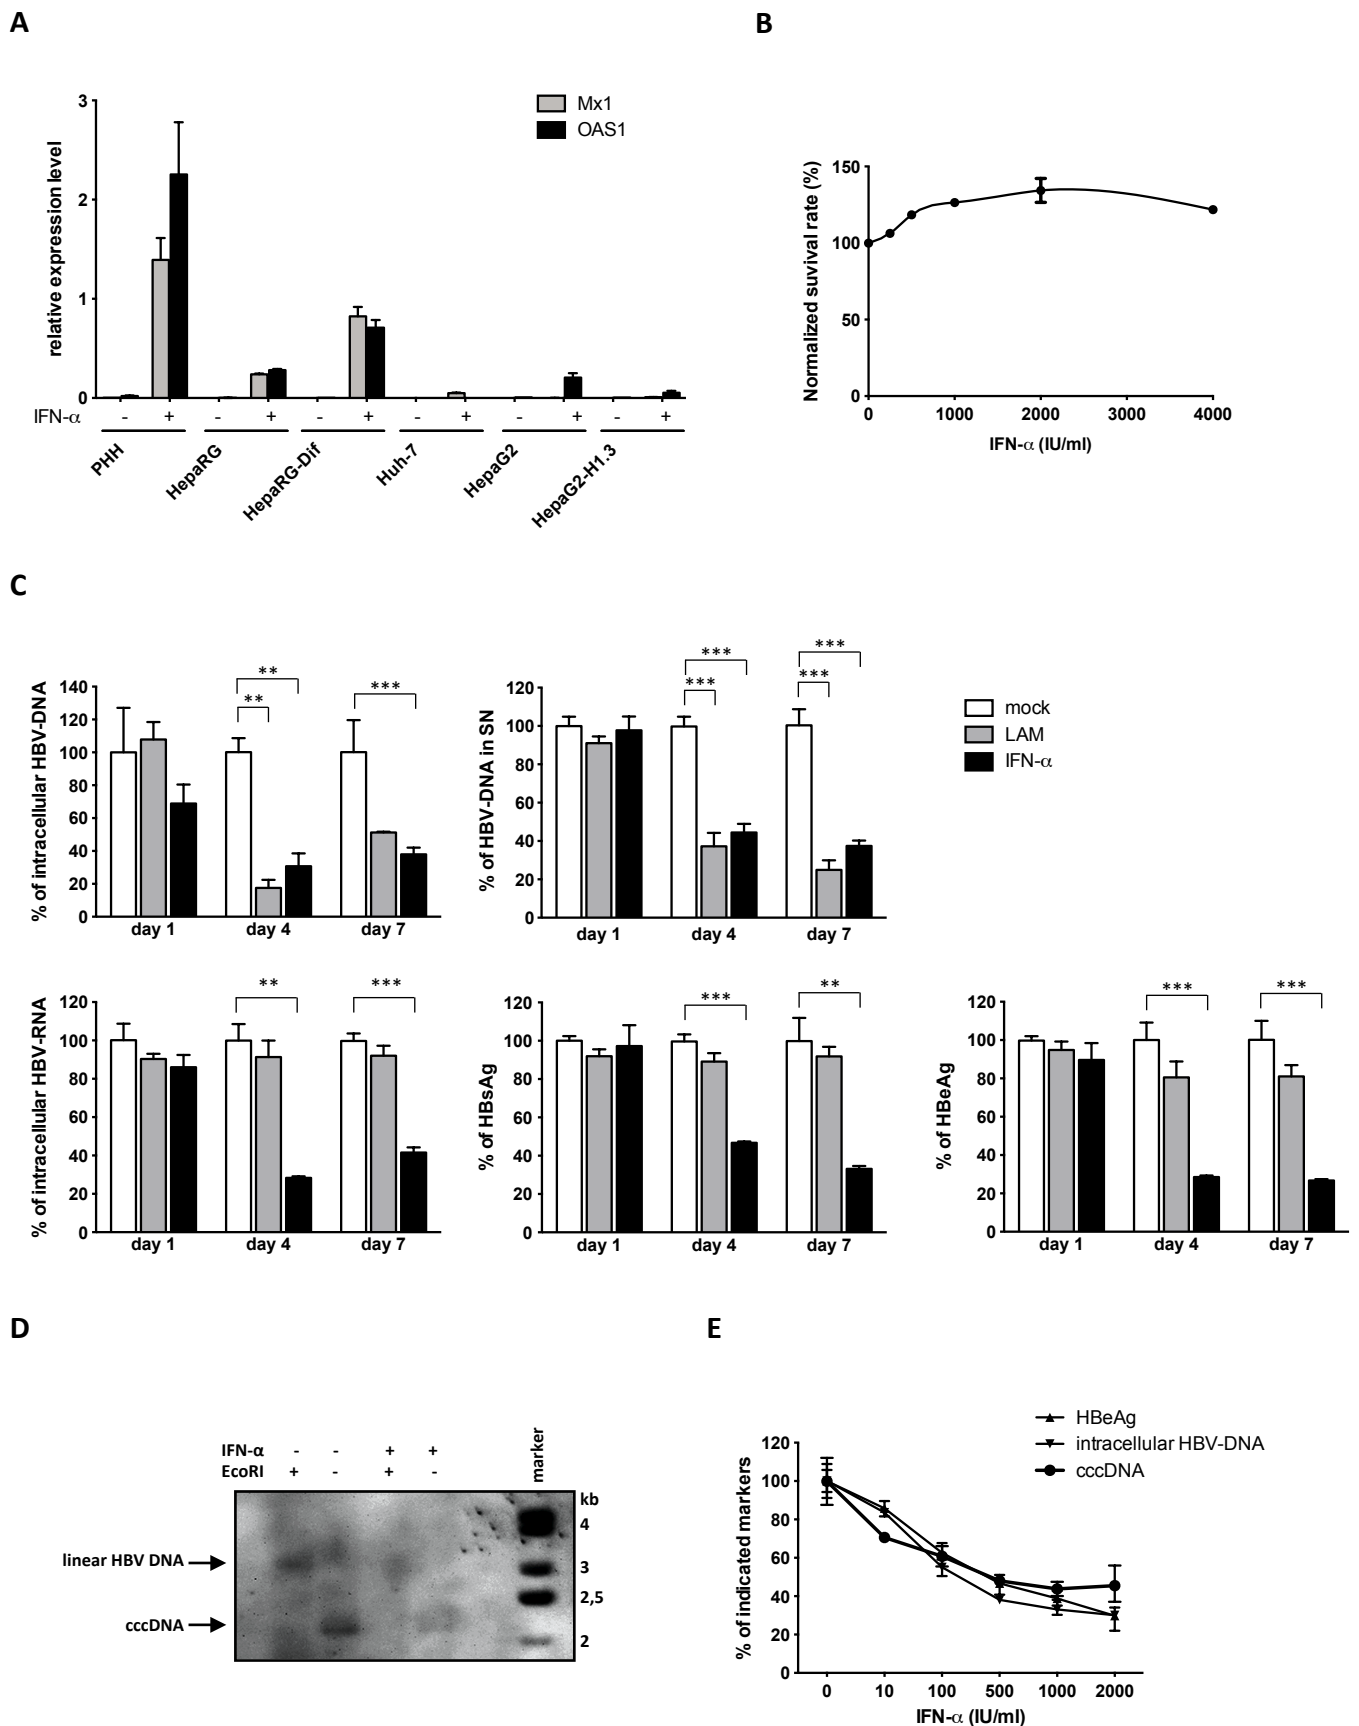 A
B
3
2
1
0
relative expression level
Mx1
OAS1
IFN-α - + - + - + - + - + - +
PHH
HepaRG
HepaRG-Dif
Huh-7
HepaG2
HepaG2-H1.3
150
100
50
0
Normalized suvival rate (%)
0 1000 2000 3000 4000
IFN-α (IU/ml)
C
** 
**
***
140
120
100
80
60
40
20
0
% of intracellular HBV-DNA
day 1 day 4 day 7
***
***
***
***
120
100
80
60
40
20
0
% of HBV-DNA in SN
day 1 day 4 day 7
mock
LAM
IFN-α
** ***
120
100
80
60
40
20
0
% of intracellular HBV-RNA
day 1 day 4 day 7
*** **
120
100
80
60
40
20
0
% of HBsAg
day 1 day 4 day 7
*** ***
120
100
80
60
40
20
0
% of HBeAg
day 1 day 4 day 7
D
IFN-α - - + +
EcoRI + - + -
marker
kb
4
3
2,5
2
linear HBV DNA
cccDNA
E
HBeAg
intracellular HBV-DNA
cccDNA
120
100
80
60
40
20
0
% of indicated markers
0 10 100 500 1000 2000
IFN-α (IU/ml)